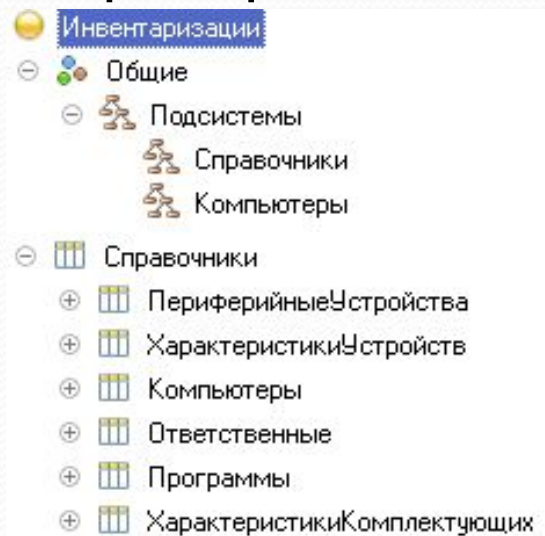 Инвентаризации
Общие
Подсистемы
Справочники
Компьютеры
Справочники
ПериферийныеУстройства
ХарактеристикиУстройств
Компьютеры
Ответственные
Программы
ХарактеристикиКомплектующих